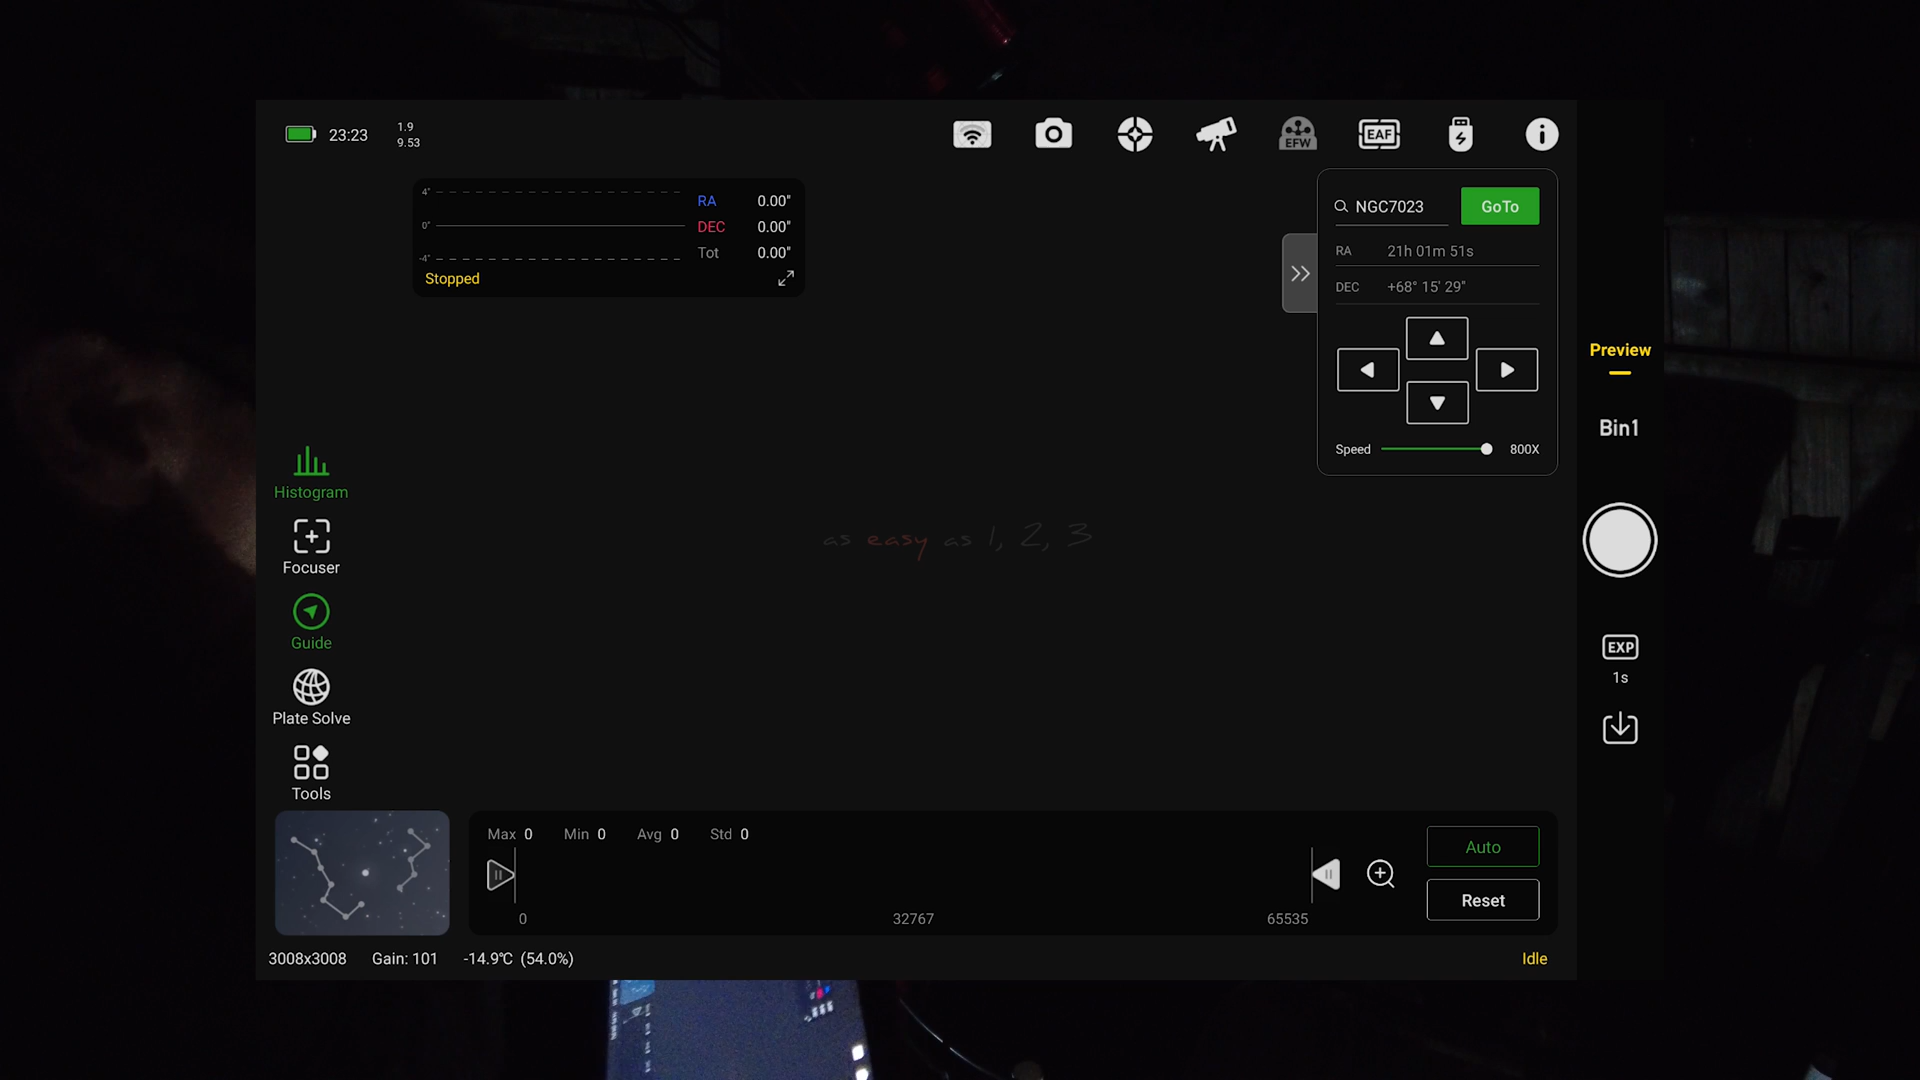 23:23
1.9
9.53
EFW
EAF
4"
0"
-4"
RA 0.00"
DEC 0.00"
Tot 0.00"
Stopped
NGC7023
GoTo
RA 21h 01m 51s
DEC +68° 15' 29"
Speed 800X
Preview
Bin1
EXP
1s
Histogram
Focuser
Guide
Plate Solve
Tools
as easy as 1, 2, 3
Max 0 Min 0 Avg 0 Std 0
0 32767 65535
Auto
Reset
3008x3008 Gain: 101 -14.9℃ (54.0%)
Idle